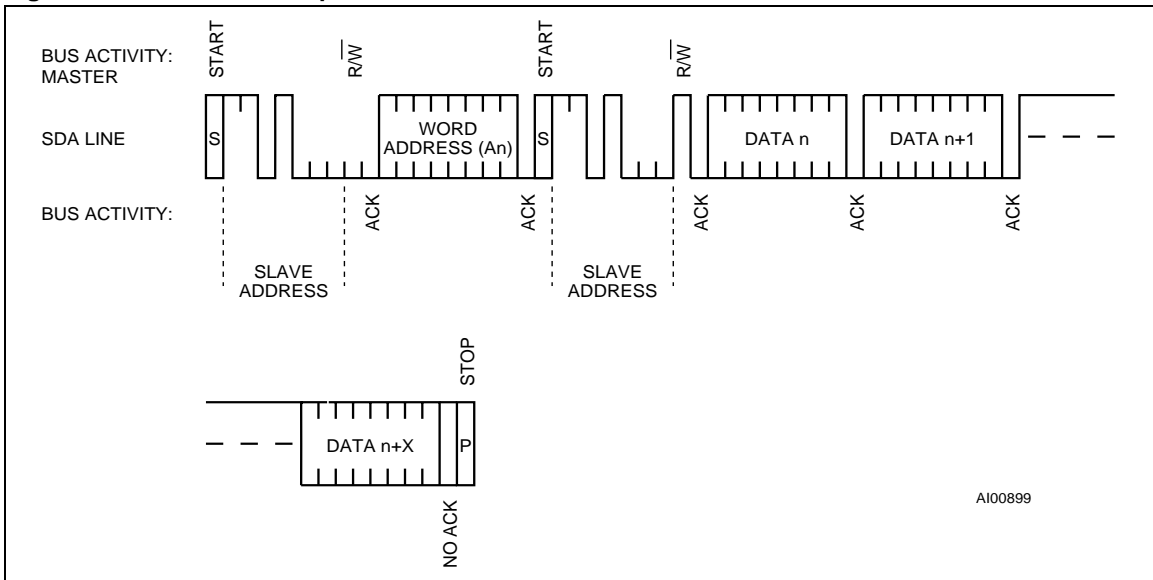 START
R/W
START
R/W
BUS ACTIVITY:
MASTER
SDA LINE
S
WORD
ADDRESS (An)
S
DATA n
DATA n+1
BUS ACTIVITY:
ACK
ACK
ACK
ACK
ACK
SLAVE
ADDRESS
SLAVE
ADDRESS
STOP
DATA n+X
P
NO ACK
AI00899